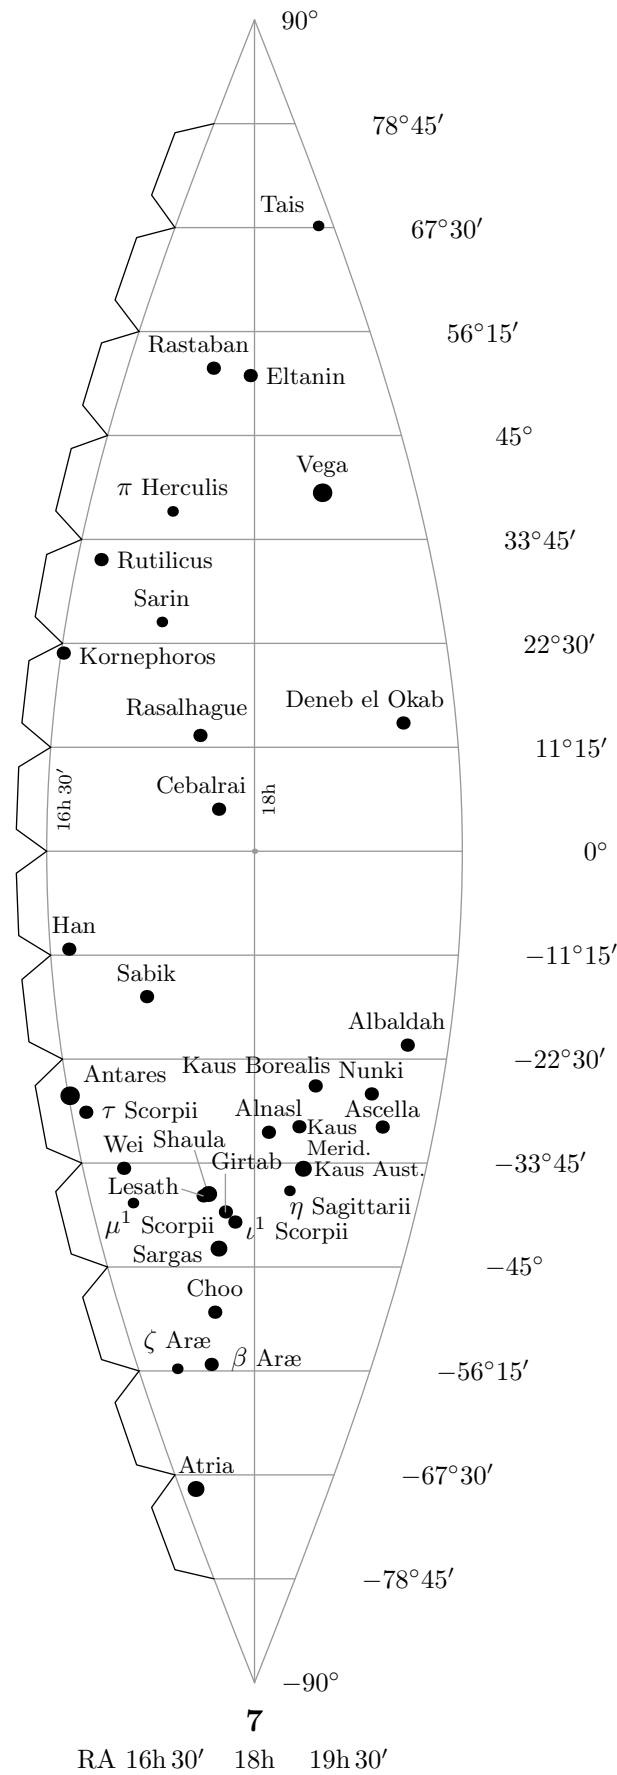 90°
78°45′
Tais
67°30′
56°15′
Rastaban
Eltanin
45°
Vega
π Herculis
33°45′
Rutilicus
Sarin
22°30′
Kornephoros
Deneb el Okab
Rasalhague
11°15′
16h 30′
18h
Cebalrai
0°
Han
−11°15′
Sabik
Albaldah
−22°30′
Kaus Borealis
Nunki
Antares
τ Scorpii
Alnasl
Ascella
Kaus
Merid.
Wei
Shaula
Girtab
−33°45′
Kaus Aust.
Lesath
η Sagittarii
μ¹ Scorpii
ι¹ Scorpii
Sargas
−45°
Choo
ζ Aræ
β Aræ
−56°15′
Atria
−67°30′
−78°45′
−90°
7
RA 16h 30′ 18h 19h 30′